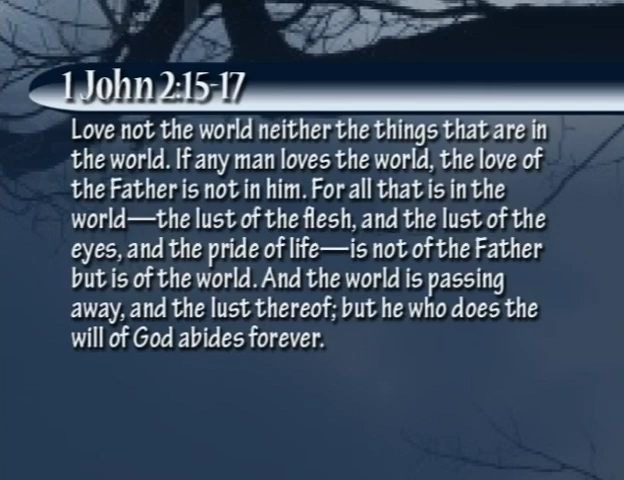 1 John 2:15-17
Love not the world neither the things that are in
the world. If any man loves the world, the love of
the Father is not in him. For all that is in the
world—the lust of the flesh, and the lust of the
eyes, and the pride of life—is not of the Father
but is of the world. And the world is passing
away, and the lust thereof; but he who does the
will of God abides forever.